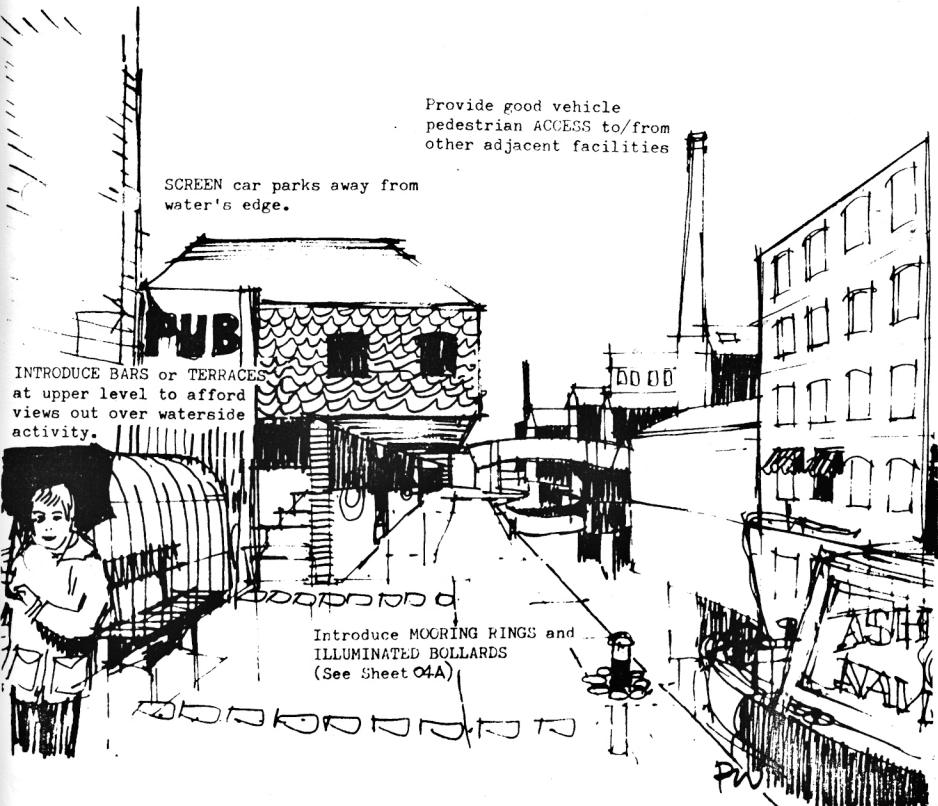 Provide good vehicle
pedestrian ACCESS to/from
other adjacent facilities
SCREEN car parks away from
water's edge.
PUB
INTRODUCE BARS or TERRACES
at upper level to afford
views out over waterside
activity.
Introduce MOORING RINGS and
ILLUMINATED BOLLARDS
(See Sheet 04A)
ASH
PW